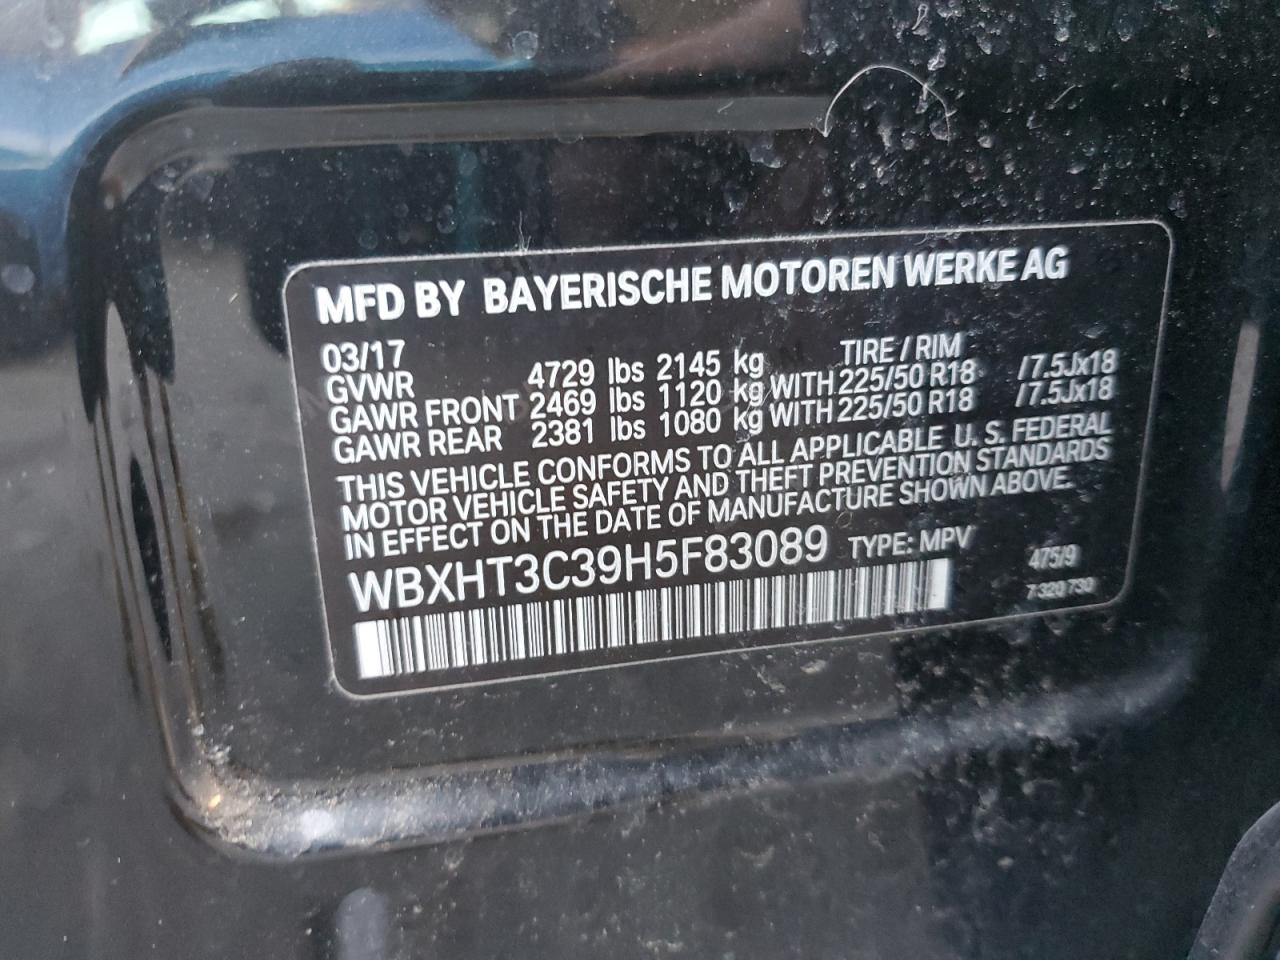 MFD BY BAYERISCHE MOTOREN WERKE AG
03/17 TIRE / RIM
GVWR 4729 lbs 2145 kg
GAWR FRONT 2469 lbs 1120 kg WITH 225/50 R18 /7.5Jx18
GAWR REAR 2381 lbs 1080 kg WITH 225/50 R18 /7.5Jx18
THIS VEHICLE CONFORMS TO ALL APPLICABLE U. S. FEDERAL
MOTOR VEHICLE SAFETY AND THEFT PREVENTION STANDARDS
IN EFFECT ON THE DATE OF MANUFACTURE SHOWN ABOVE.
WBXHT3C39H5F83089 TYPE: MPV 475/9
7 320 730